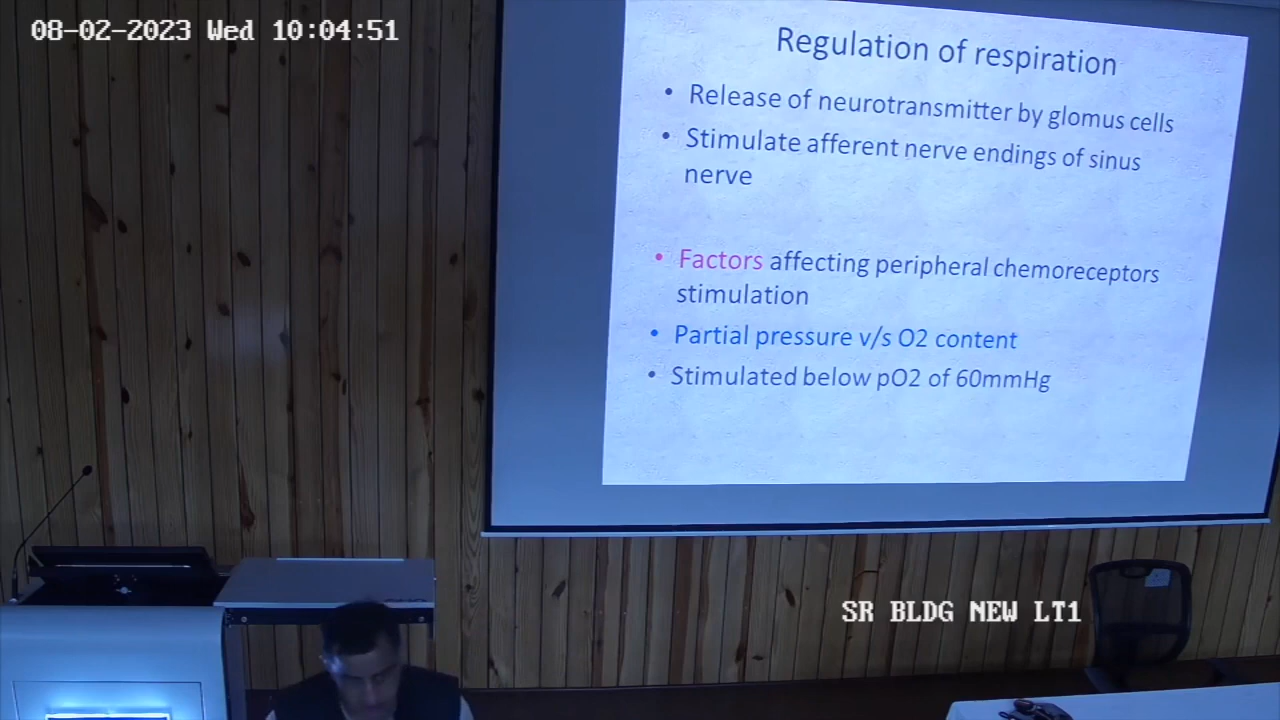 08-02-2023 Wed 10:04:51
Regulation of respiration
• Release of neurotransmitter by glomus cells
• Stimulate afferent nerve endings of sinus
nerve
• Factors affecting peripheral chemoreceptors
stimulation
• Partial pressure v/s O2 content
• Stimulated below pO2 of 60mmHg
SR BLDG NEW LT1